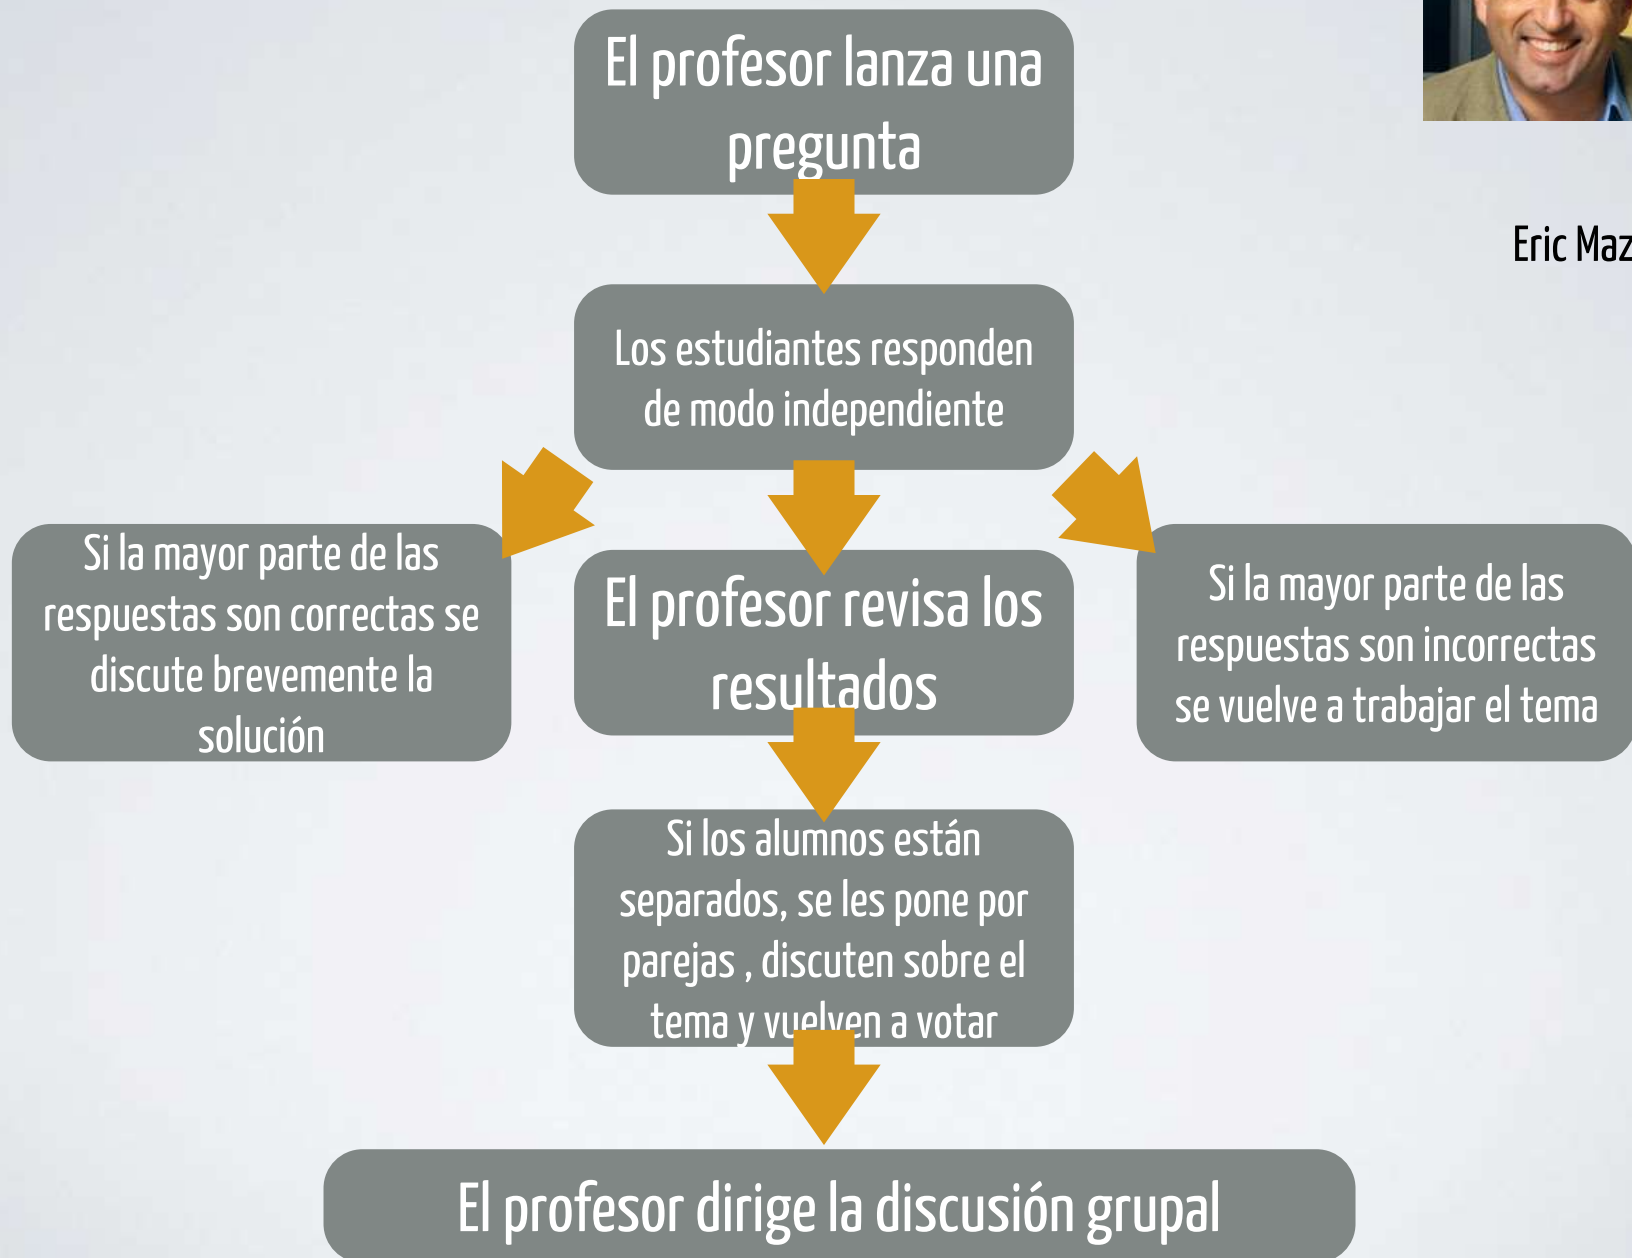 El profesor lanza una
pregunta
Eric Maz
Los estudiantes responden
de modo independiente
Si la mayor parte de las
respuestas son correctas se
discute brevemente la
solución
El profesor revisa los
resultados
Si la mayor parte de las
respuestas son incorrectas
se vuelve a trabajar el tema
Si los alumnos están
separados, se les pone por
parejas , discuten sobre el
tema y vuelven a votar
El profesor dirige la discusión grupal